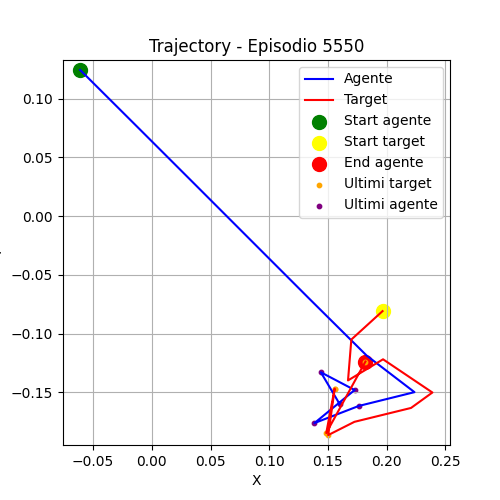 Trajectory - Episodio 5550
Agente
Target
Start agente
Start target
End agente
Ultimi target
Ultimi agente
0.10
0.05
0.00
−0.05
−0.10
−0.15
−0.05
0.00
0.05
0.10
0.15
0.20
0.25
X